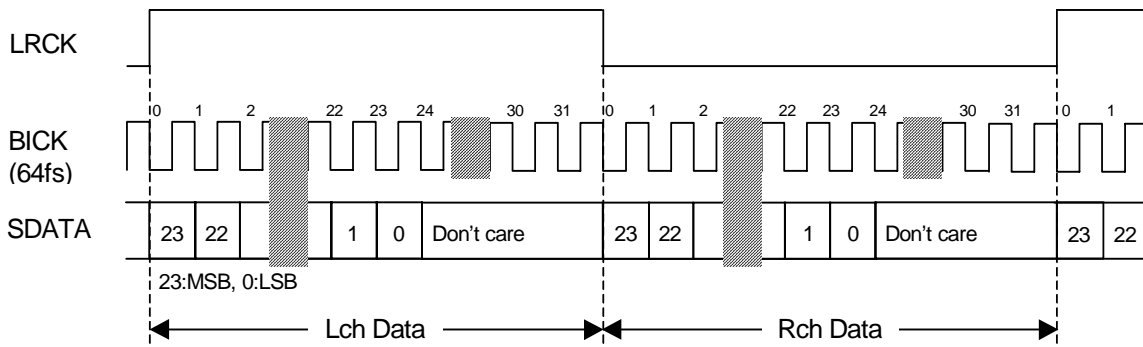 LRCK
0 1 2 22 23 24 30 31 0 1 2 22 23 24 30 31 0 1
BICK
(64fs)
SDATA 23 22 1 0 Don't care 23 22 1 0 Don't care 23 22
23:MSB, 0:LSB
Lch Data Rch Data